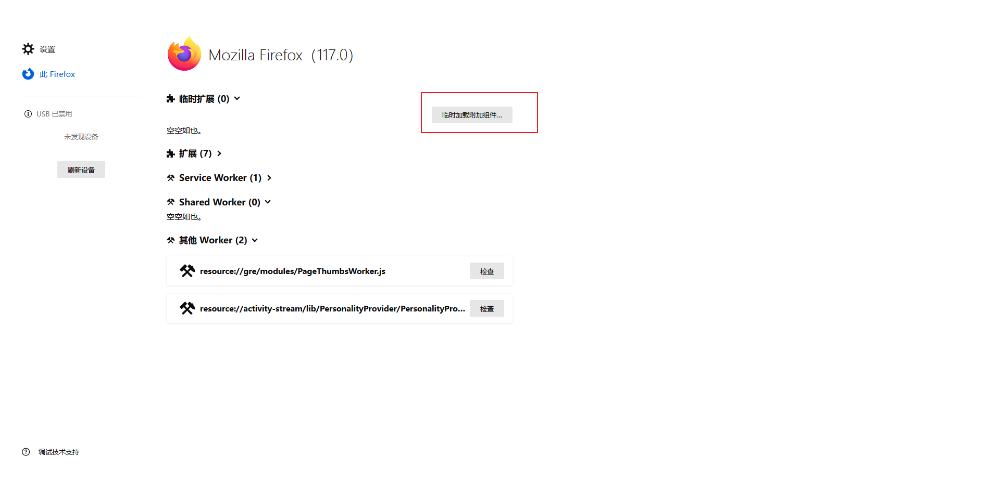 设置
此 Firefox
USB 已禁用
未发现设备
刷新设备
调试技术支持
Mozilla Firefox (117.0)
临时扩展 (0)
临时加载附加组件...
空空如也。
扩展 (7)
Service Worker (1)
Shared Worker (0)
空空如也。
其他 Worker (2)
resource://gre/modules/PageThumbsWorker.js
检查
resource://activity-stream/lib/PersonalityProvider/PersonalityPro...
检查